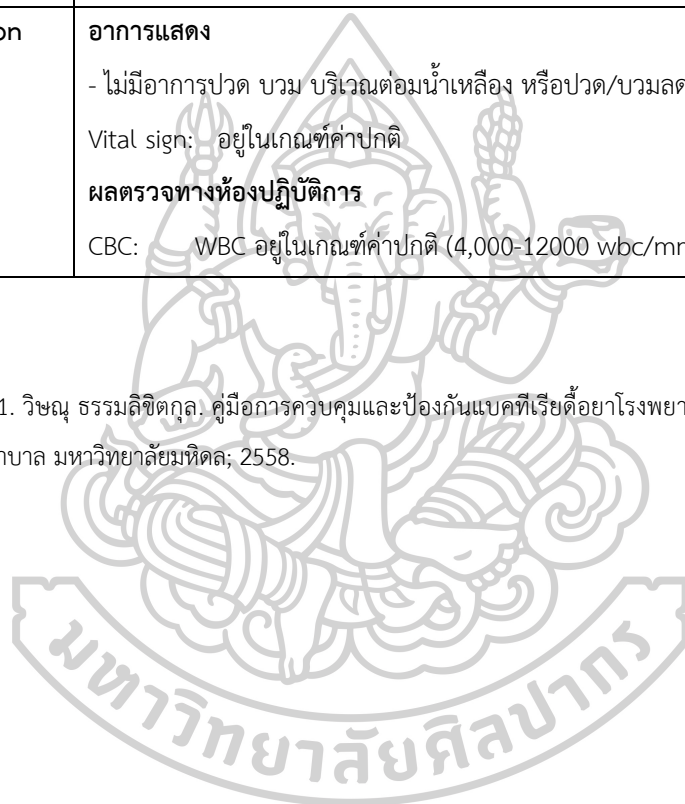 on อาการแสดง
- ไม่มีอาการปวด บวม บริเวณต่อมน้ำเหลือง หรือปวด/บวมลด
Vital sign: อยู่ในเกณฑ์ค่าปกติ
ผลตรวจทางห้องปฏิบัติการ
CBC: WBC อยู่ในเกณฑ์ค่าปกติ (4,000-12000 wbc/mm
1. วิษณุ ธรรมลิขิตกุล. คู่มือการควบคุมและป้องกันแบคทีเรียดื้อยาโรงพยา
าบาล มหาวิทยาลัยมหิดล; 2558.
มหาวิทยาลัยศิลปากร